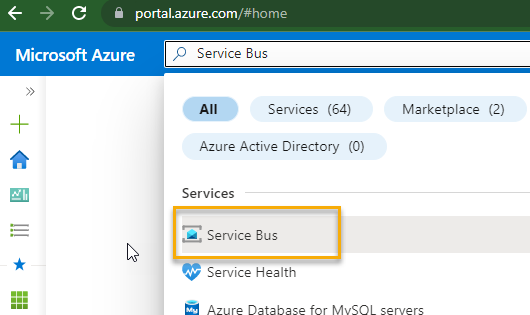 portal.azure.com/#home
Microsoft Azure
Service Bus
All
Services (64)
Marketplace (2)
Azure Active Directory (0)
Services
Service Bus
Service Health
Azure Database for MySQL servers